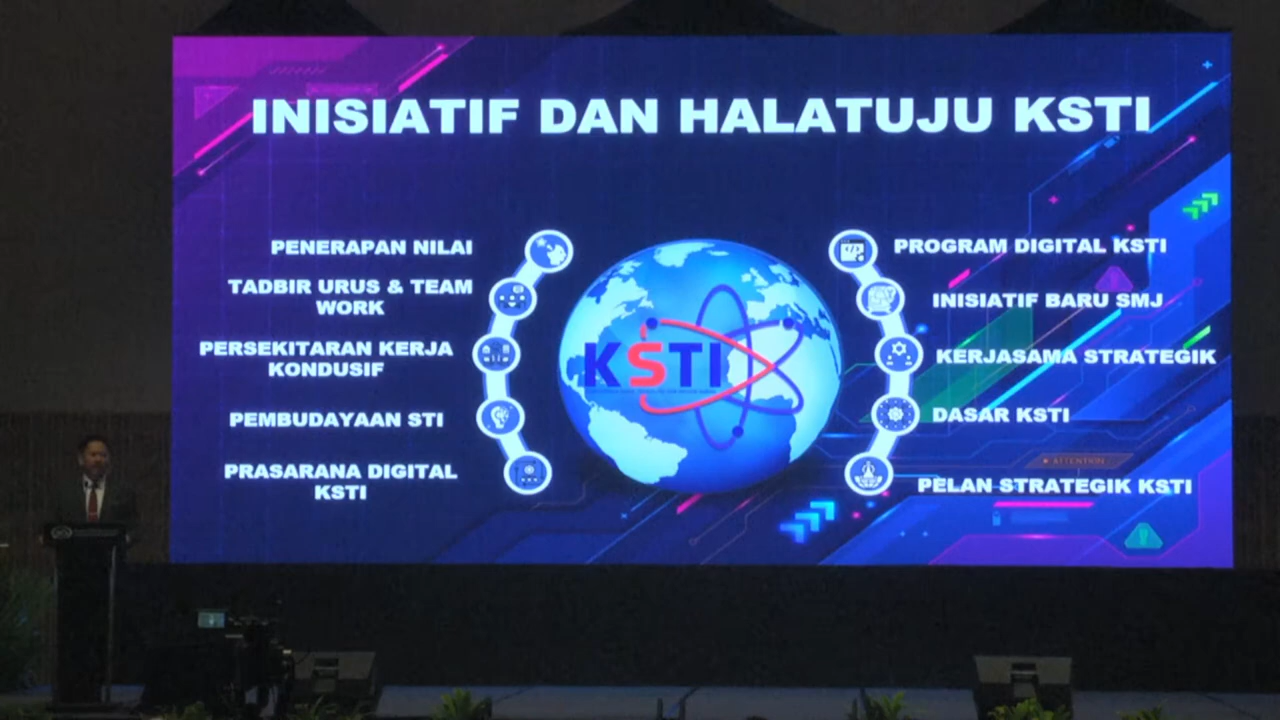 INISIATIF DAN HALATUJU KSTI
PENERAPAN NILAI
TADBIR URUS & TEAM
WORK
PERSEKITARAN KERJA
KONDUSIF
PEMBUDAYAAN STI
PRASARANA DIGITAL
KSTI
KSTI
PROGRAM DIGITAL KSTI
INISIATIF BARU SMJ
KERJASAMA STRATEGIK
DASAR KSTI
ATTENTION
PELAN STRATEGIK KSTI